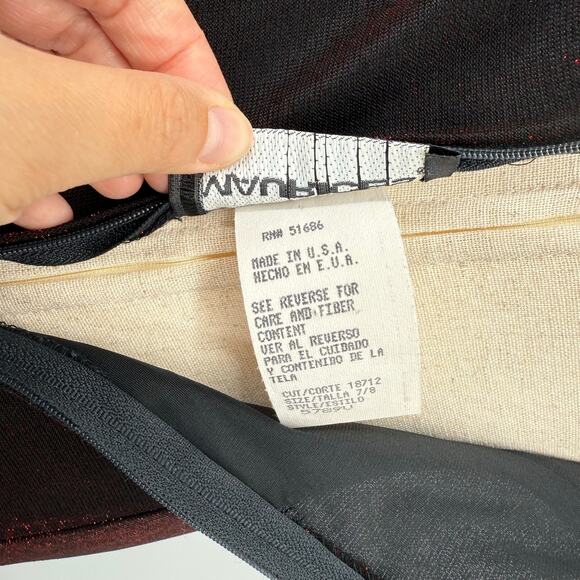 RN# 51686
MADE IN U.S.A.
HECHO EN E.U.A.
SEE REVERSE FOR
CARE AND FIBER
CONTENT
VER AL REVERSO
PARA EL CUIDADO
Y CONTENIDO DE LA
TELA
CUT/CORTE 18712
SIZE/TALLA 7/8
STYLE/ESTILO
5789U